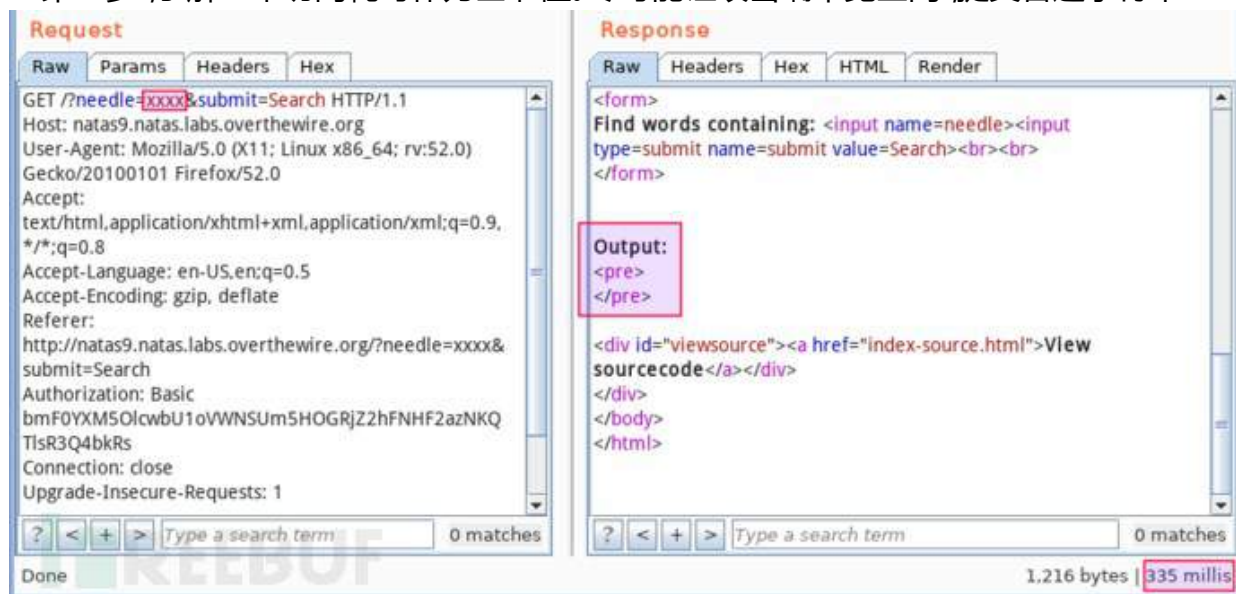 Request
Raw Params Headers Hex
GET /?needle=xxxx&submit=Search HTTP/1.1
Host: natas9.natas.labs.overthewire.org
User-Agent: Mozilla/5.0 (X11; Linux x86_64; rv:52.0)
Gecko/20100101 Firefox/52.0
Accept:
text/html,application/xhtml+xml,application/xml;q=0.9,
*/*;q=0.8
Accept-Language: en-US,en;q=0.5
Accept-Encoding: gzip, deflate
Referer:
http://natas9.natas.labs.overthewire.org/?needle=xxxx&
submit=Search
Authorization: Basic
bmF0YXM5OlcwbU1oVWNSUm5HOGRjZ2hFNHF2azNKQ
TlsR3Q4bkRs
Connection: close
Upgrade-Insecure-Requests: 1
? < + > Type a search term 0 matches
Done
Response
Raw Headers Hex HTML Render
<form>
Find words containing: <input name=needle><input
type=submit name=submit value=Search><br><br>
</form>
Output:
<pre>
</pre>
<div id="viewsource"><a href="index-source.html">View
sourcecode</a></div>
</div>
</body>
</html>
? < + > Type a search term 0 matches
1,216 bytes | 335 millis
REEBUF